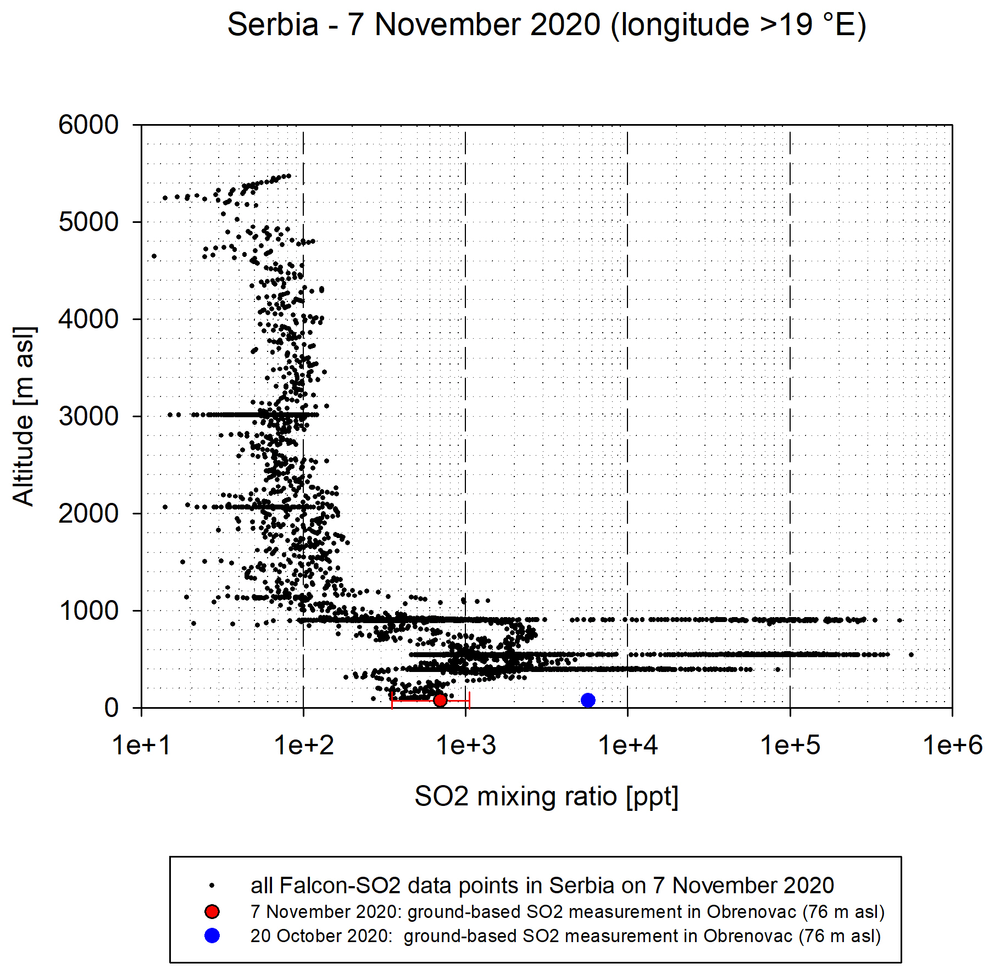 Serbia - 7 November 2020 (longitude >19 °E)
6000
5000
4000
3000
2000
1000
0
Altitude [m asl]
1e+1 1e+2 1e+3 1e+4 1e+5 1e+6
SO2 mixing ratio [ppt]
all Falcon-SO2 data points in Serbia on 7 November 2020
7 November 2020: ground-based SO2 measurement in Obrenovac (76 m asl)
20 October 2020:  ground-based SO2 measurement in Obrenovac (76 m asl)